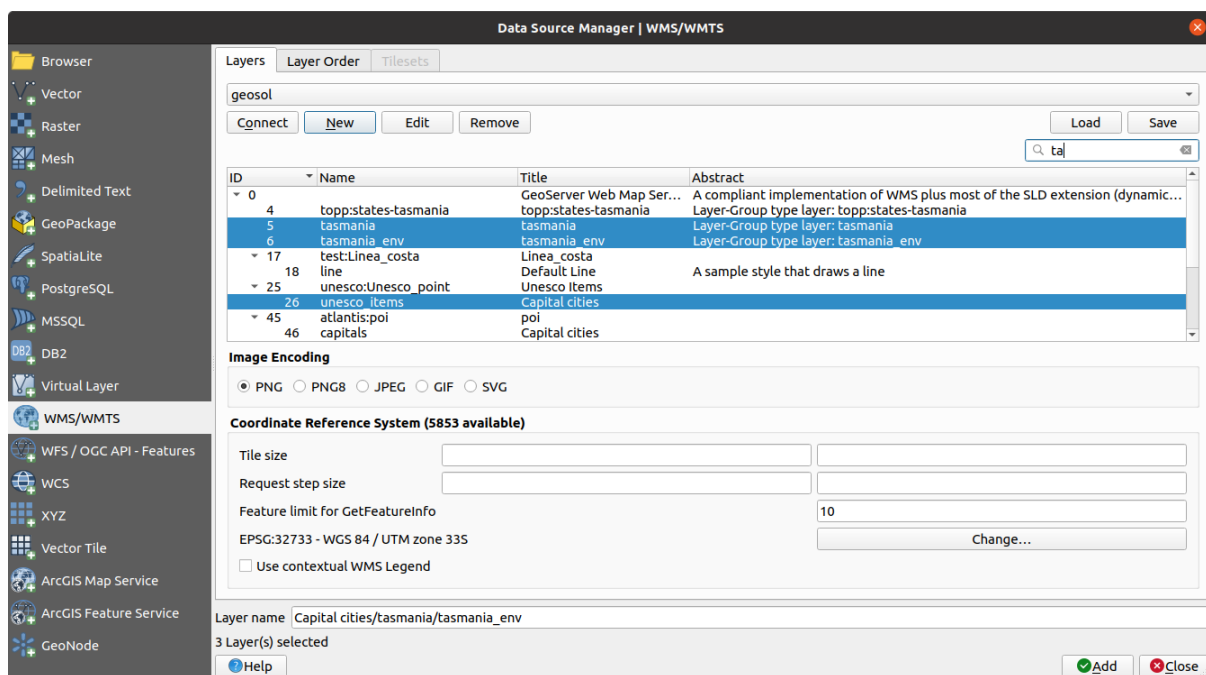 Data Source Manager | WMS/WMTS
Browser
Vector
Raster
Mesh
Delimited Text
GeoPackage
SpatiaLite
PostgreSQL
MSSQL
DB2 DB2
Virtual Layer
WMS/WMTS
WFS / OGC API - Features
WCS
XYZ
Vector Tile
ArcGIS Map Service
ArcGIS Feature Service
GeoNode
Layers Layer Order Tilesets
geosol
Connect New Edit Remove Load Save
ta
ID Name Title Abstract
0 GeoServer Web Map Ser... A compliant implementation of WMS plus most of the SLD extension (dynamic...
4 topp:states-tasmania topp:states-tasmania Layer-Group type layer: topp:states-tasmania
5 tasmania tasmania Layer-Group type layer: tasmania
6 tasmania_env tasmania_env Layer-Group type layer: tasmania_env
17 test:Linea_costa Linea_costa
18 line Default Line A sample style that draws a line
25 unesco:Unesco_point Unesco Items
26 unesco_items Capital cities
45 atlantis:poi poi
46 capitals Capital cities
Image Encoding
PNG PNG8 JPEG GIF SVG
Coordinate Reference System (5853 available)
Tile size
Request step size
Feature limit for GetFeatureInfo 10
EPSG:32733 - WGS 84 / UTM zone 33S Change...
Use contextual WMS Legend
Layer name Capital cities/tasmania/tasmania_env
3 Layer(s) selected
Help Add Close